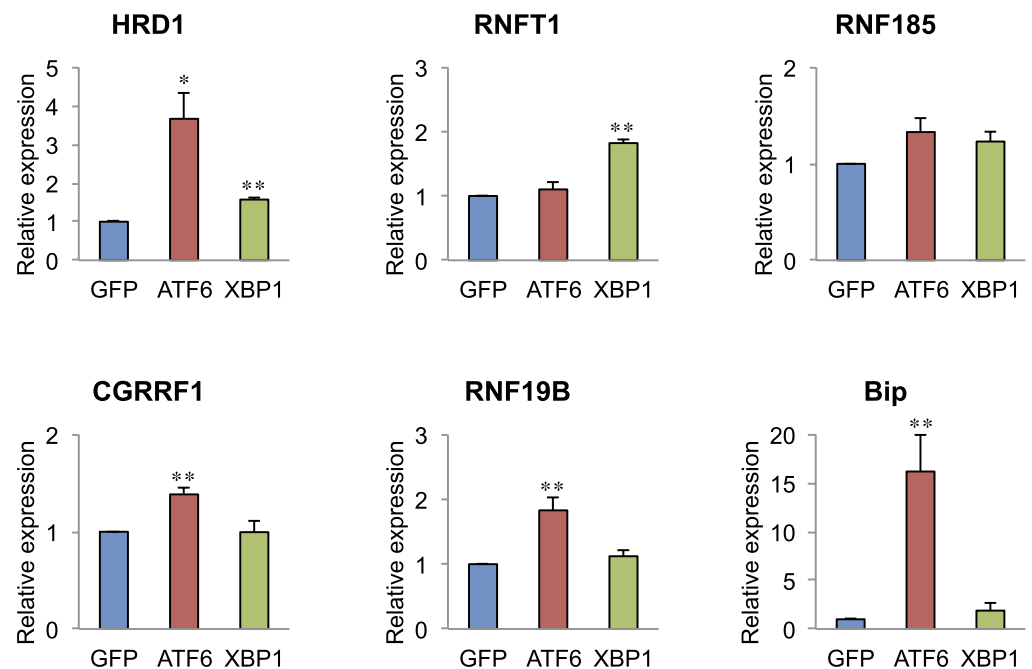 HRD1
Relative expression
5
4
3
2
1
0
*
**
GFP ATF6 XBP1
RNFT1
Relative expression
3
2
1
0
**
GFP ATF6 XBP1
RNF185
Relative expression
2
1
0
GFP ATF6 XBP1
CGRRF1
Relative expression
2
1
0
**
GFP ATF6 XBP1
RNF19B
Relative expression
3
2
1
0
**
GFP ATF6 XBP1
Bip
Relative expression
20
15
10
5
0
**
GFP ATF6 XBP1